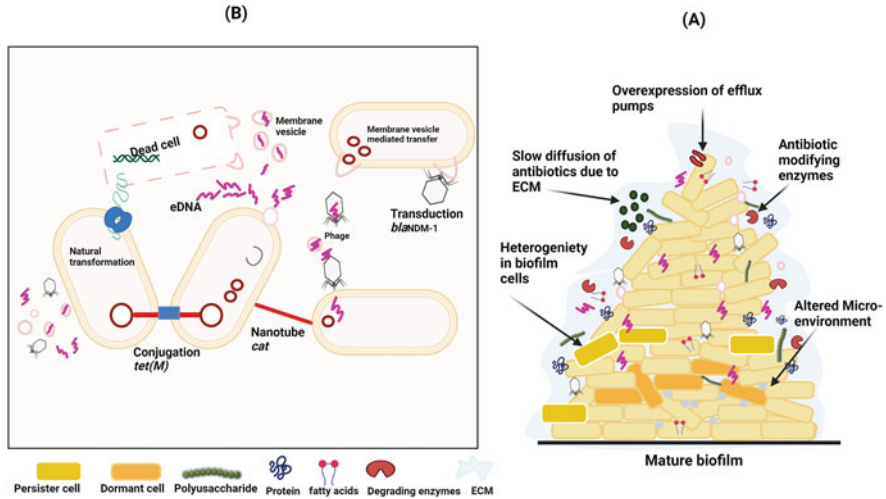 (B)
(A)
Dead cell
Membrane
vesicle
Membrane vesicle
mediated transfer
eDNA
Natural
transformation
Phage
Transduction
blaNDM-1
Conjugation
tet(M)
Nanotube
cat
Overexpression of efflux
pumps
Slow diffusion of
antibiotics due to
ECM
Antibiotic
modifying
enzymes
Heterogeniety
in biofilm
cells
Altered Micro-
environment
Mature biofilm
Persister cell
Dormant cell
Polyusaccharide
Protein
fatty acids
Degrading enzymes
ECM